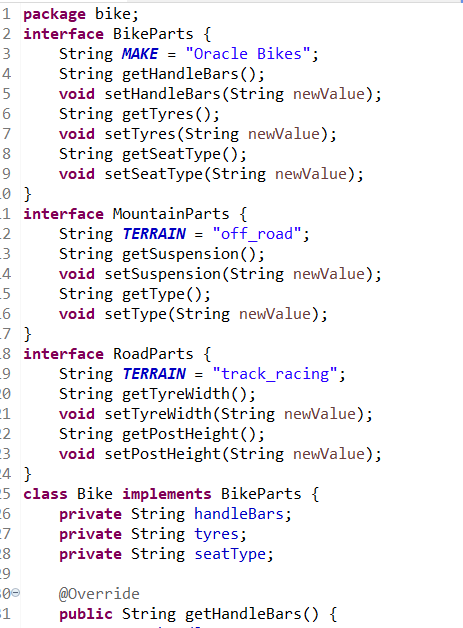 1 package bike;
2 interface BikeParts {
3 String MAKE = "Oracle Bikes";
4 String getHandleBars();
5 void setHandleBars(String newValue);
6 String getTyres();
7 void setTyres(String newValue);
8 String getSeatType();
9 void setSeatType(String newValue);
0 }
1 interface MountainParts {
2 String TERRAIN = "off_road";
3 String getSuspension();
4 void setSuspension(String newValue);
5 String getType();
6 void setType(String newValue);
7 }
8 interface RoadParts {
9 String TERRAIN = "track_racing";
0 String getTyreWidth();
1 void setTyreWidth(String newValue);
2 String getPostHeight();
3 void setPostHeight(String newValue);
4 }
5 class Bike implements BikeParts {
6 private String handleBars;
7 private String tyres;
8 private String seatType;
9
0 @Override
1 public String getHandleBars() {